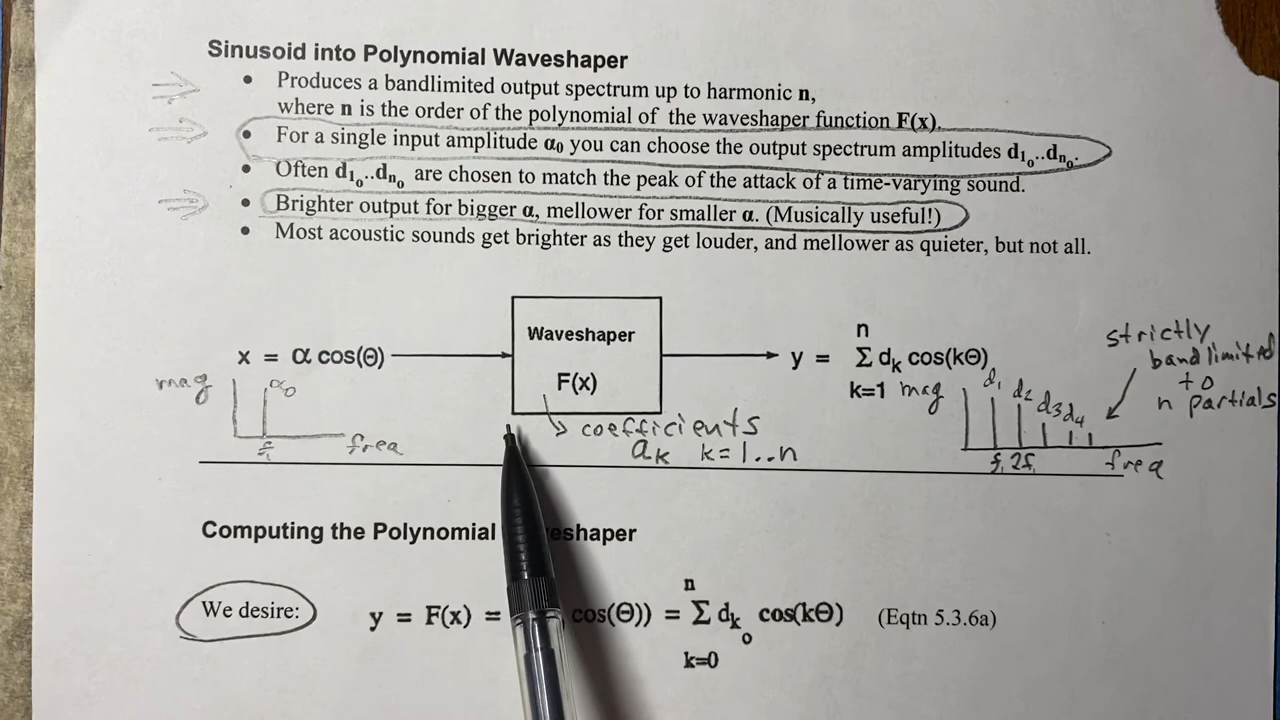 Sinusoid into Polynomial Waveshaper
• Produces a bandlimited output spectrum up to harmonic n,
where n is the order of the polynomial of the waveshaper function F(x).
• For a single input amplitude α₀ you can choose the output spectrum amplitudes d₁₀..dₙ₀.
• Often d₁₀..dₙ₀ are chosen to match the peak of the attack of a time-varying sound.
• Brighter output for bigger α, mellower for smaller α. (Musically useful!)
• Most acoustic sounds get brighter as they get louder, and mellower as quieter, but not all.
x = α cos(Θ)
Waveshaper
F(x)
n
y = Σ dₖ cos(kΘ)
k=1
strictly
bandlimited
to
n partials
mag
α₀
f₁
freq
coefficients
aₖ k=1..n
mag
d₁ d₂ d₃ d₄
f₁ 2f₁ freq
Computing the Polynomial
We desire:
n
y = F(x) = cos(Θ)) = Σ dₖ₀ cos(kΘ) (Eqtn 5.3.6a)
k=0